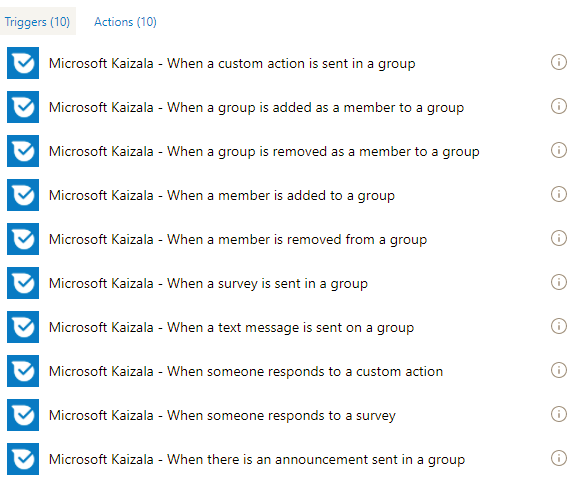 Triggers (10) Actions (10)
Microsoft Kaizala - When a custom action is sent in a group
Microsoft Kaizala - When a group is added as a member to a group
Microsoft Kaizala - When a group is removed as a member to a group
Microsoft Kaizala - When a member is added to a group
Microsoft Kaizala - When a member is removed from a group
Microsoft Kaizala - When a survey is sent in a group
Microsoft Kaizala - When a text message is sent on a group
Microsoft Kaizala - When someone responds to a custom action
Microsoft Kaizala - When someone responds to a survey
Microsoft Kaizala - When there is an announcement sent in a group